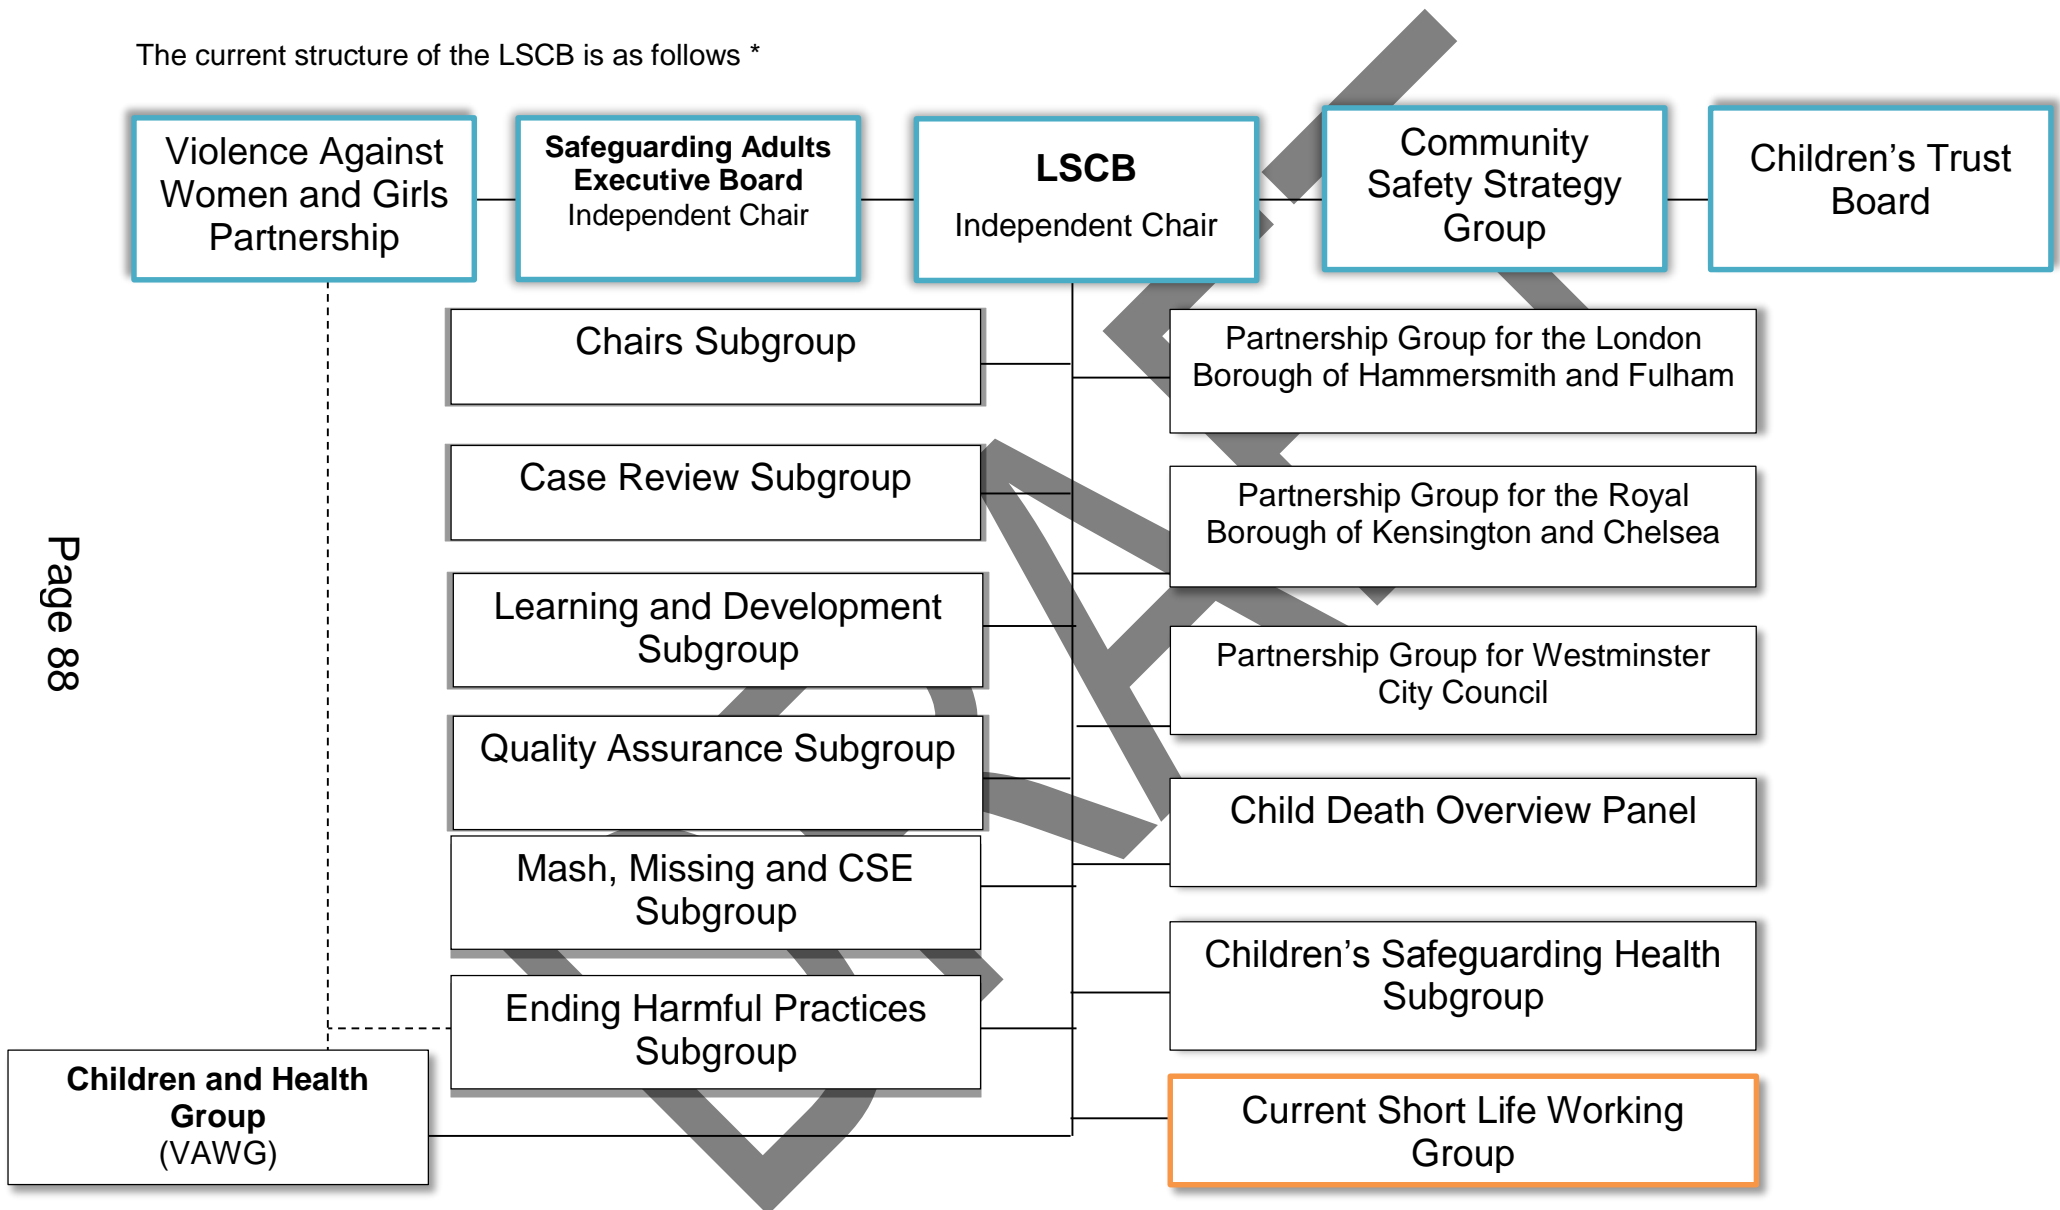 The current structure of the LSCB is as follows *
Violence Against
Women and Girls
Partnership
Safeguarding Adults
Executive Board
Independent Chair
LSCB
Independent Chair
Community
Safety Strategy
Group
Children’s Trust
Board
Chairs Subgroup
Case Review Subgroup
Learning and Development
Subgroup
Quality Assurance Subgroup
Mash, Missing and CSE
Subgroup
Ending Harmful Practices
Subgroup
Children and Health
Group
(VAWG)
Partnership Group for the London
Borough of Hammersmith and Fulham
Partnership Group for the Royal
Borough of Kensington and Chelsea
Partnership Group for Westminster
City Council
Child Death Overview Panel
Children’s Safeguarding Health
Subgroup
Current Short Life Working
Group
Page 88
DRAFT